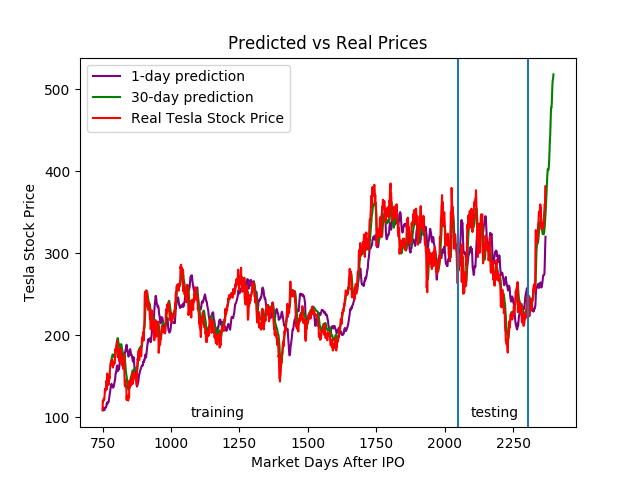 Predicted vs Real Prices
1-day prediction
30-day prediction
Real Tesla Stock Price
500
400
300
200
100
Tesla Stock Price
training
testing
750
1000
1250
1500
1750
2000
2250
Market Days After IPO